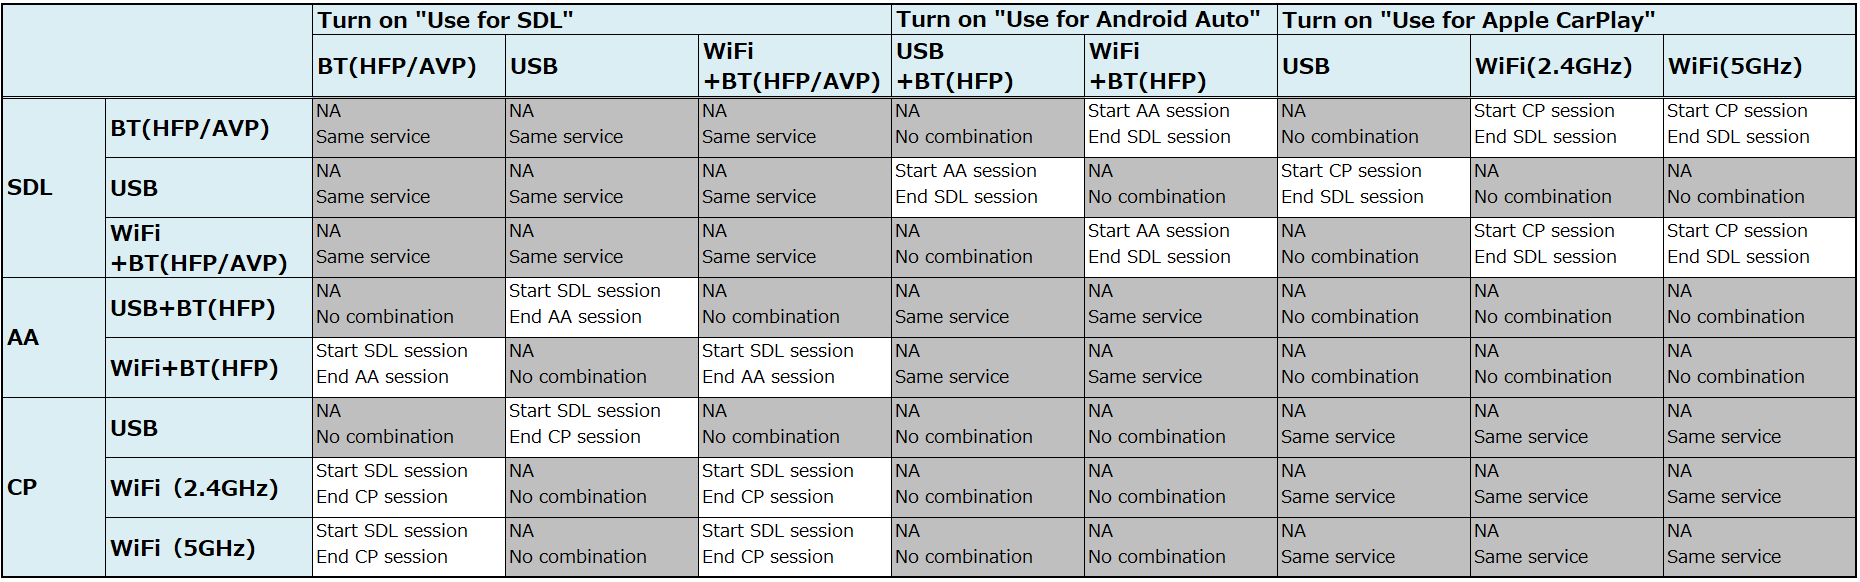 Turn on "Use for SDL" Turn on "Use for Android Auto" Turn on "Use for Apple CarPlay"
BT(HFP/AVP) USB WiFi +BT(HFP/AVP) USB +BT(HFP) WiFi +BT(HFP) USB WiFi(2.4GHz) WiFi(5GHz)
SDL
BT(HFP/AVP)
NA NA NA NA Start AA session NA Start CP session Start CP session
Same service Same service Same service No combination End SDL session No combination End SDL session End SDL session
USB
NA NA NA Start AA session NA Start CP session NA NA
Same service Same service Same service End SDL session No combination End SDL session No combination No combination
WiFi
+BT(HFP/AVP)
NA NA NA NA Start AA session NA Start CP session Start CP session
Same service Same service Same service No combination End SDL session No combination End SDL session End SDL session
AA
USB+BT(HFP)
NA Start SDL session NA NA NA NA NA NA
No combination End AA session No combination Same service Same service No combination No combination No combination
WiFi+BT(HFP)
Start SDL session NA Start SDL session NA NA NA NA NA
End AA session No combination End AA session Same service Same service No combination No combination No combination
CP
USB
NA Start SDL session NA NA NA NA NA NA
No combination End CP session No combination No combination No combination Same service Same service Same service
WiFi（2.4GHz)
Start SDL session NA Start SDL session NA NA NA NA NA
End CP session No combination End CP session No combination No combination Same service Same service Same service
WiFi（5GHz)
Start SDL session NA Start SDL session NA NA NA NA NA
End CP session No combination End CP session No combination No combination Same service Same service Same service